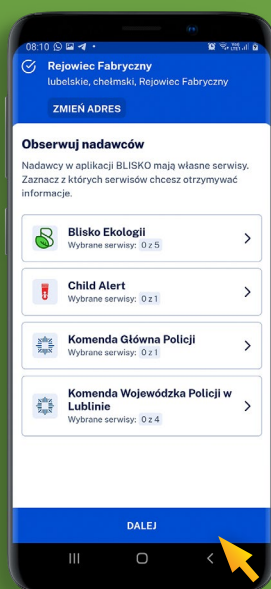 08:10
Rejowiec Fabryczny
lubelskie, chełmski, Rejowiec Fabryczny
ZMIEŃ ADRES
Obserwuj nadawców
Nadawcy w aplikacji BLISKO mają własne serwisy.
Zaznacz z których serwisów chcesz otrzymywać
informacje.
Blisko Ekologii
Wybrane serwisy: 0 z 5
Child Alert
Wybrane serwisy: 0 z 1
Komenda Główna Policji
Wybrane serwisy: 0 z 1
Komenda Wojewódzka Policji w
Lublinie
Wybrane serwisy: 0 z 4
DALEJ